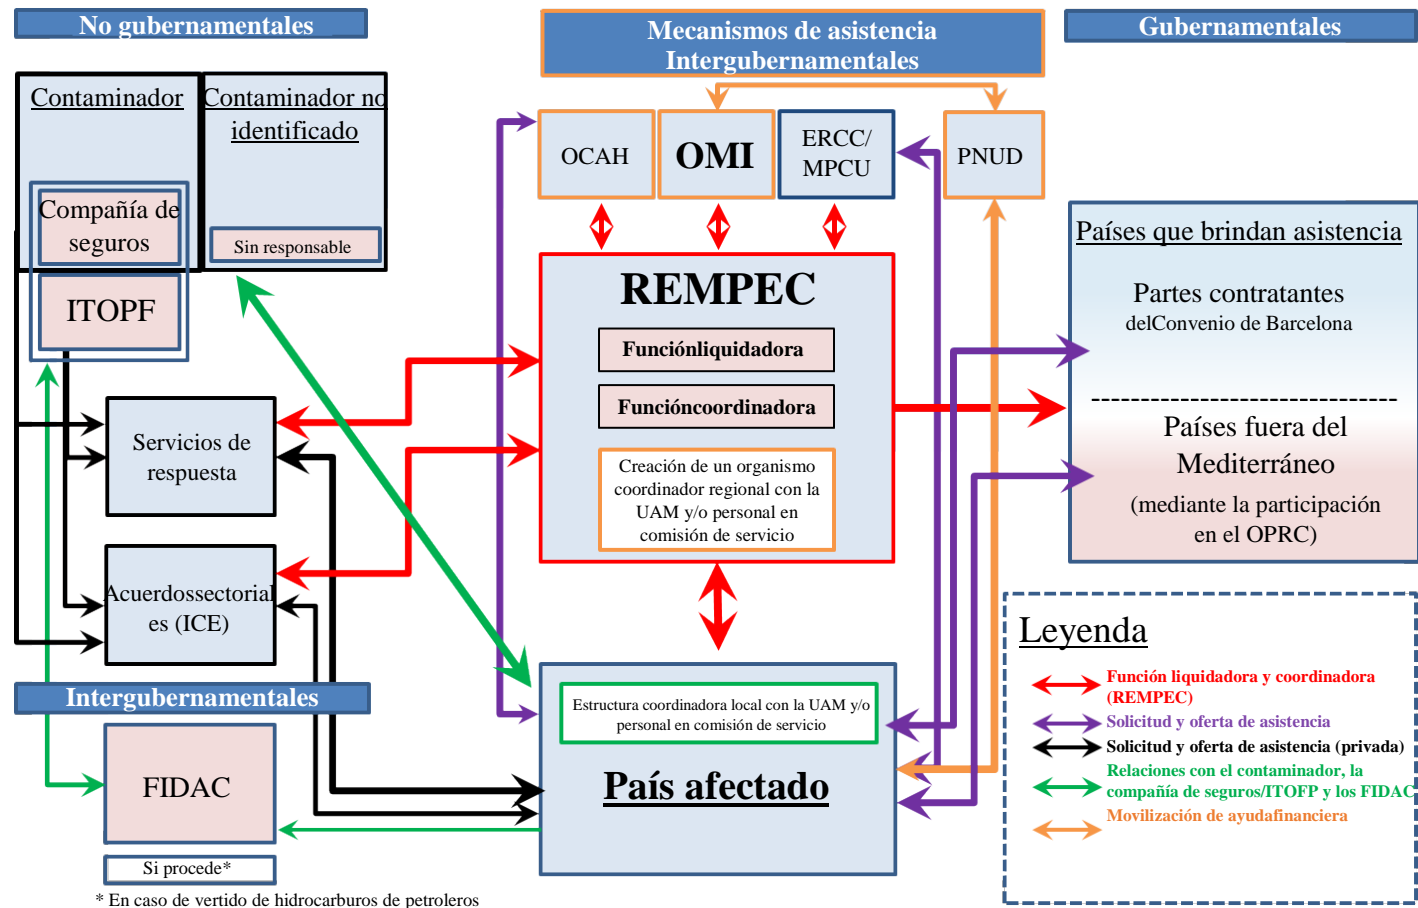 No gubernamentales
Contaminador
Contaminador no
identificado
Compañía de
seguros
Sin responsable
ITOPF
Servicios de
respuesta
Acuerdossectorial
es (ICE)
Intergubernamentales
FIDAC
Si procede*
* En caso de vertido de hidrocarburos de petroleros
Mecanismos de asistencia
Intergubernamentales
OCAH
OMI
ERCC/
MPCU
PNUD
REMPEC
Funciónliquidadora
Funcióncoordinadora
Creación de un organismo
coordinador regional con la
UAM y/o personal en
comisión de servicio
Estructura coordinadora local con la UAM y/o
personal en comisión de servicio
País afectado
Gubernamentales
Países que brindan asistencia
Partes contratantes
delConvenio de Barcelona
-------------------------------
Países fuera del
Mediterráneo
(mediante la participación
en el OPRC)
Leyenda
Función liquidadora y coordinadora
(REMPEC)
Solicitud y oferta de asistencia
Solicitud y oferta de asistencia (privada)
Relaciones con el contaminador, la
compañía de seguros/ITOFP y los FIDAC
Movilización de ayudafinanciera